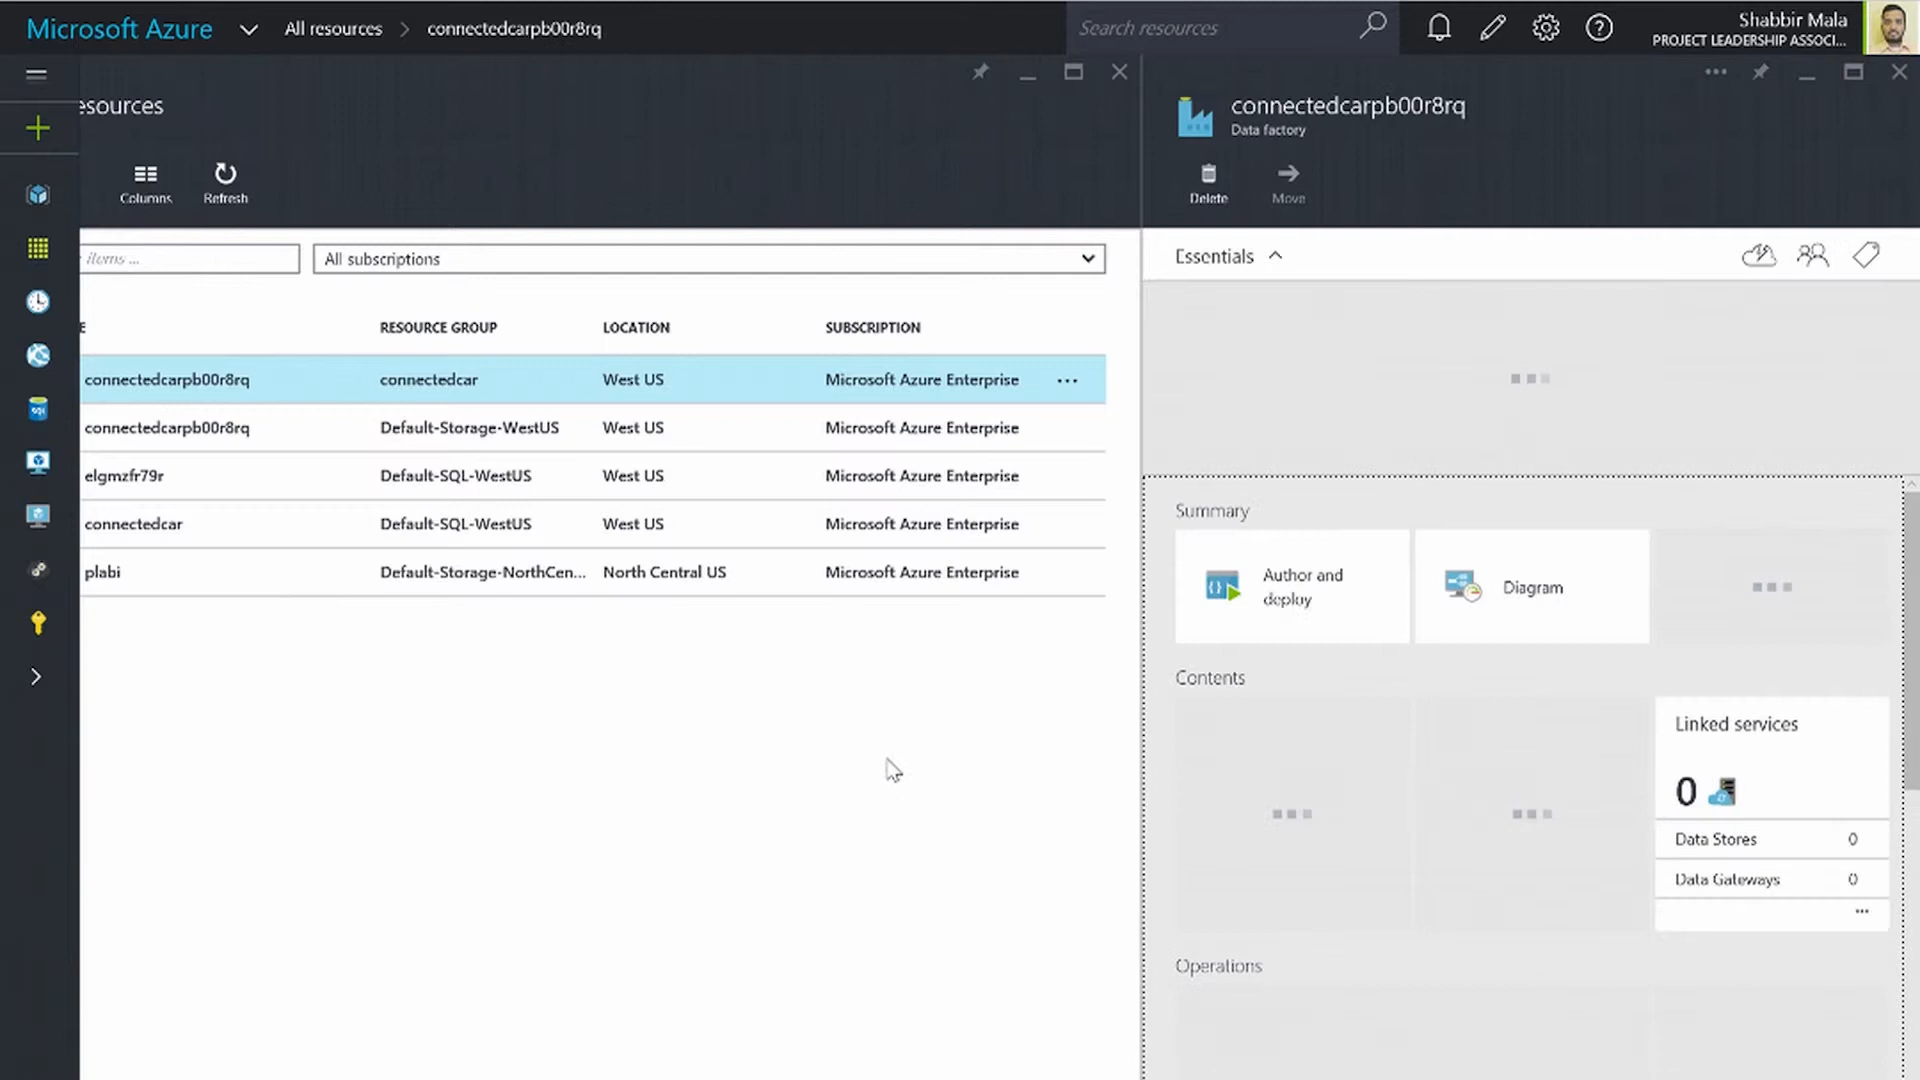 Microsoft Azure
All resources
connectedcarpb00r8rq
Search resources
Shabbir Mala
PROJECT LEADERSHIP ASSOCI...
esources
Columns
Refresh
items ...
All subscriptions
E
RESOURCE GROUP
LOCATION
SUBSCRIPTION
connectedcarpb00r8rq connectedcar West US Microsoft Azure Enterprise ...
connectedcarpb00r8rq Default-Storage-WestUS West US Microsoft Azure Enterprise
elgmzfr79r Default-SQL-WestUS West US Microsoft Azure Enterprise
connectedcar Default-SQL-WestUS West US Microsoft Azure Enterprise
plabi Default-Storage-NorthCen... North Central US Microsoft Azure Enterprise
connectedcarpb00r8rq
Data factory
Delete
Move
Essentials
Summary
Author and
deploy
Diagram
Contents
Linked services
0
Data Stores 0
Data Gateways 0
...
Operations